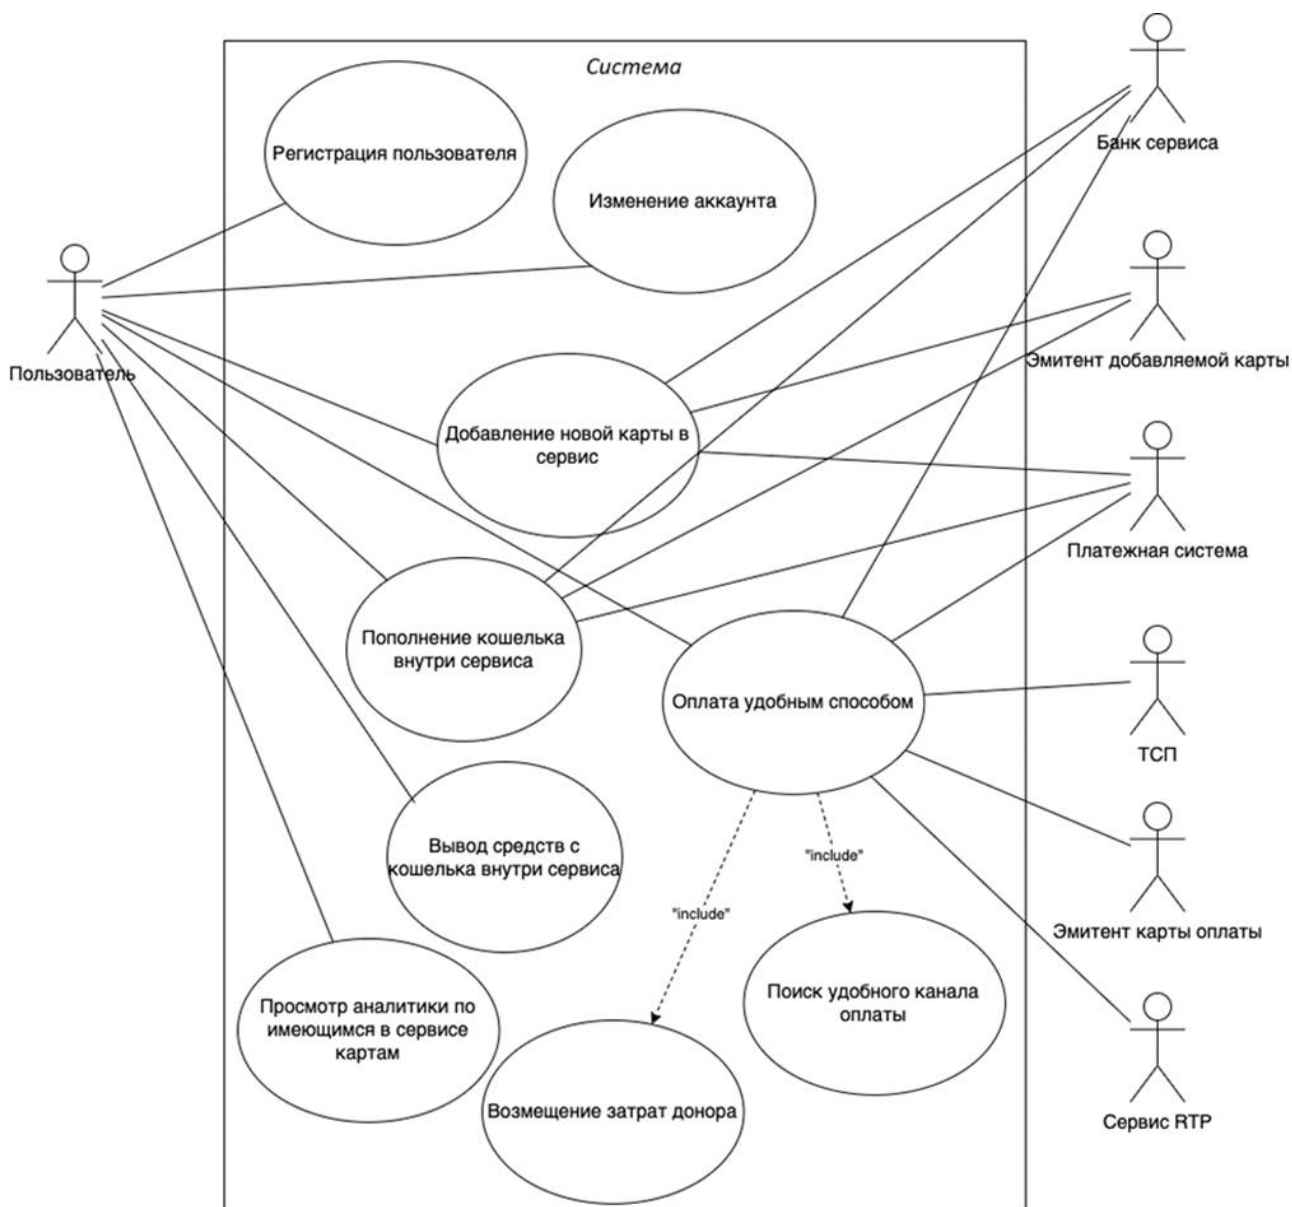 Система
Регистрация пользователя
Банк сервиса
Изменение аккаунта
Эмитент добавляемой карты
Пользователь
Добавление новой карты в
сервис
Платежная система
Пополнение кошелька
внутри сервиса
Оплата удобным способом
ТСП
Вывод средств с
кошелька внутри сервиса
"include"
"include"
Эмитент карты оплаты
Просмотр аналитики по
имеющимся в сервисе
картам
Поиск удобного канала
оплаты
Возмещение затрат донора
Сервис RTP